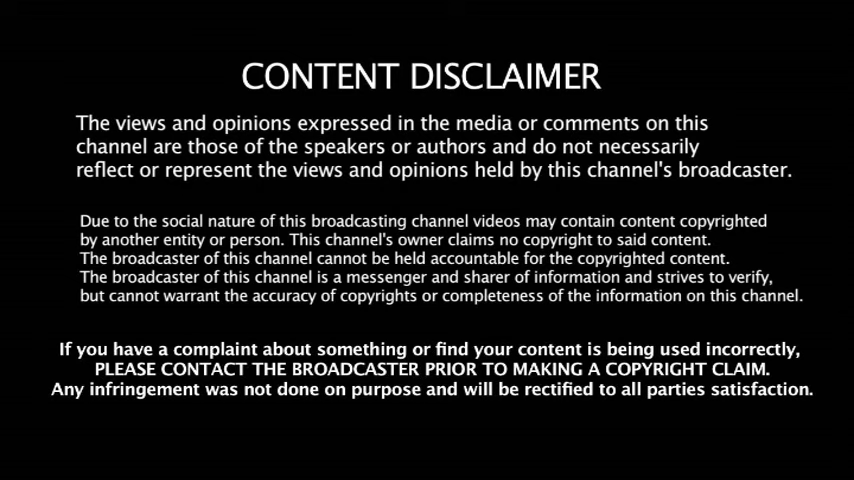 CONTENT DISCLAIMER
The views and opinions expressed in the media or comments on this
channel are those of the speakers or authors and do not necessarily
reflect or represent the views and opinions held by this channel's broadcaster.
Due to the social nature of this broadcasting channel videos may contain content copyrighted
by another entity or person. This channel's owner claims no copyright to said content.
The broadcaster of this channel cannot be held accountable for the copyrighted content.
The broadcaster of this channel is a messenger and sharer of information and strives to verify,
but cannot warrant the accuracy of copyrights or completeness of the information on this channel.
If you have a complaint about something or find your content is being used incorrectly,
PLEASE CONTACT THE BROADCASTER PRIOR TO MAKING A COPYRIGHT CLAIM.
Any infringement was not done on purpose and will be rectified to all parties satisfaction.